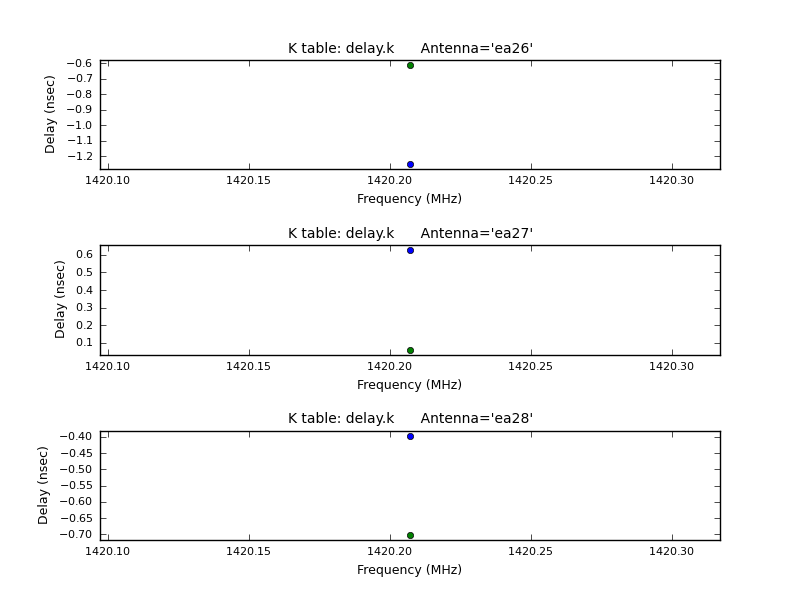 K table: delay.k Antenna='ea26'
Delay (nsec)
−0.6
−0.7
−0.8
−0.9
−1.0
−1.1
−1.2
1420.10 1420.15 1420.20 1420.25 1420.30
Frequency (MHz)
K table: delay.k Antenna='ea27'
Delay (nsec)
0.6
0.5
0.4
0.3
0.2
0.1
1420.10 1420.15 1420.20 1420.25 1420.30
Frequency (MHz)
K table: delay.k Antenna='ea28'
Delay (nsec)
−0.40
−0.45
−0.50
−0.55
−0.60
−0.65
−0.70
1420.10 1420.15 1420.20 1420.25 1420.30
Frequency (MHz)